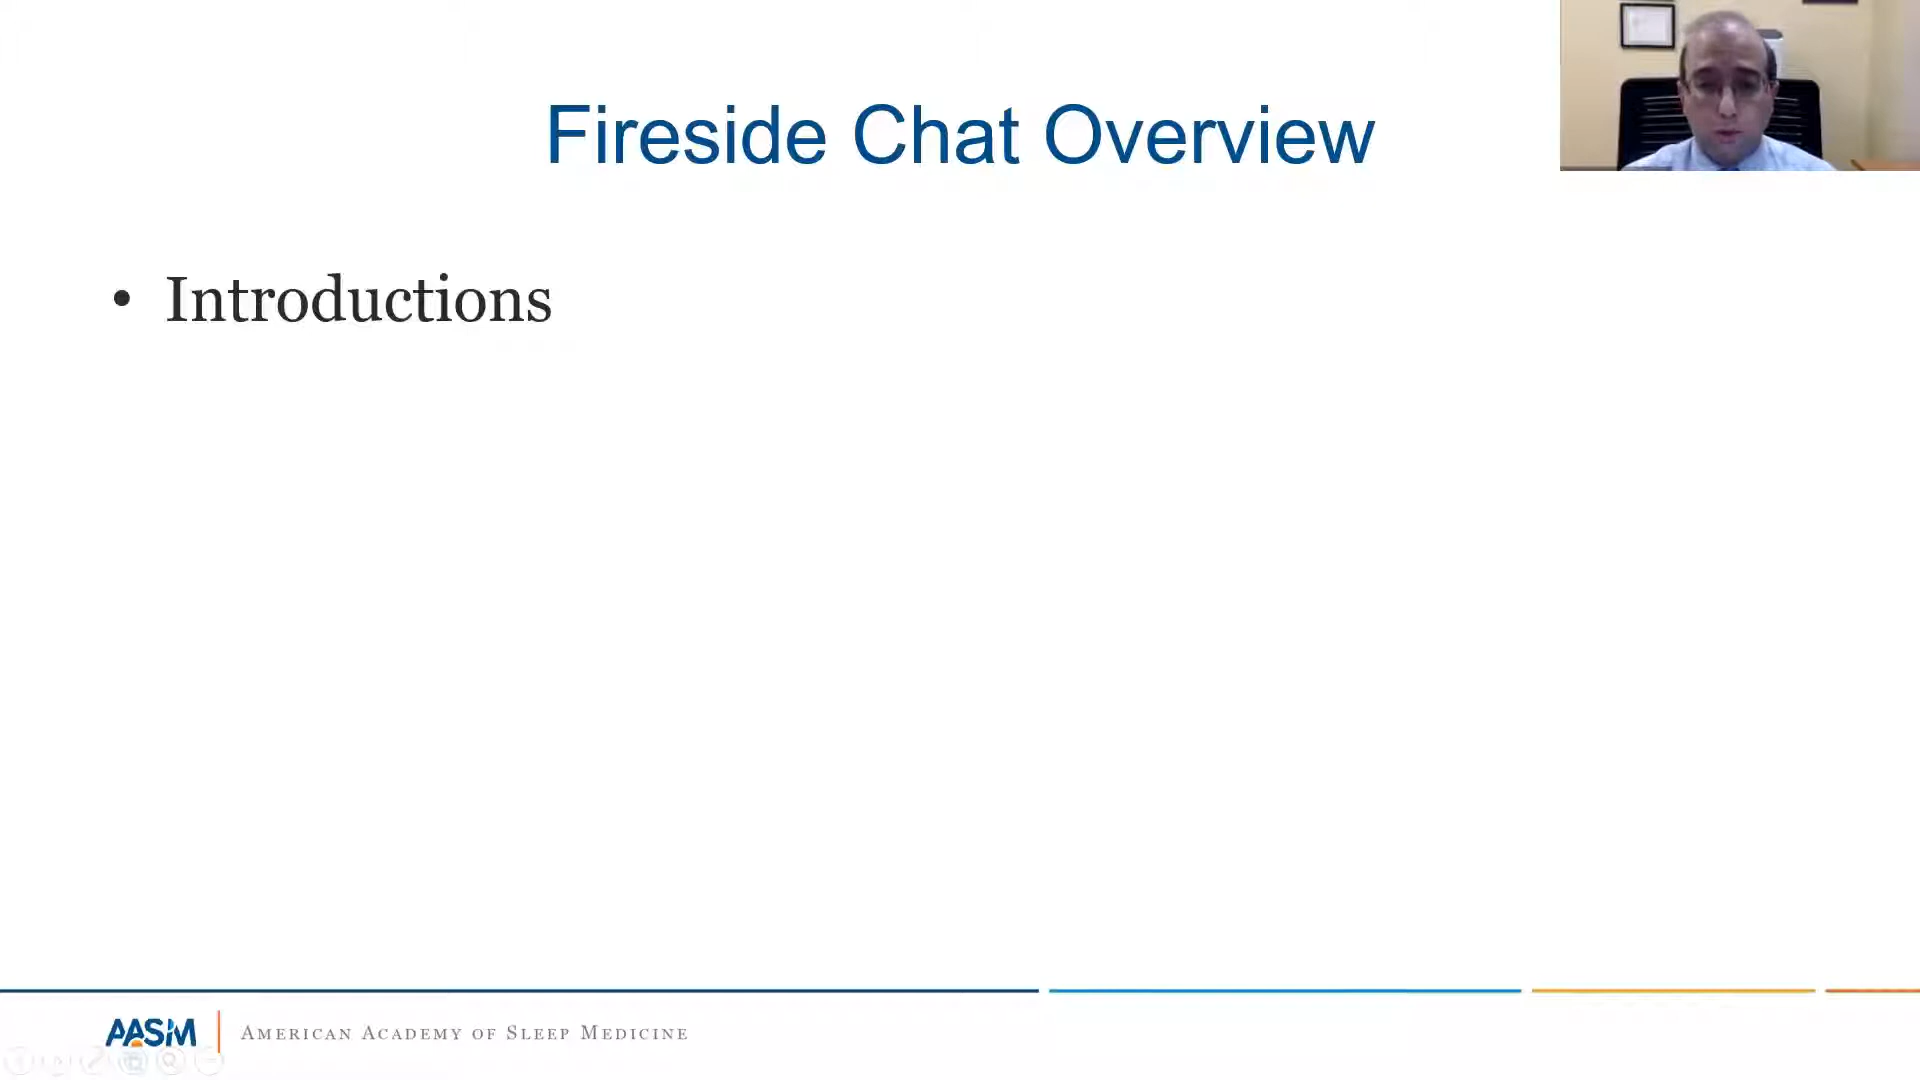 Fireside Chat Overview
• Introductions
AASM
AMERICAN ACADEMY OF SLEEP MEDICINE